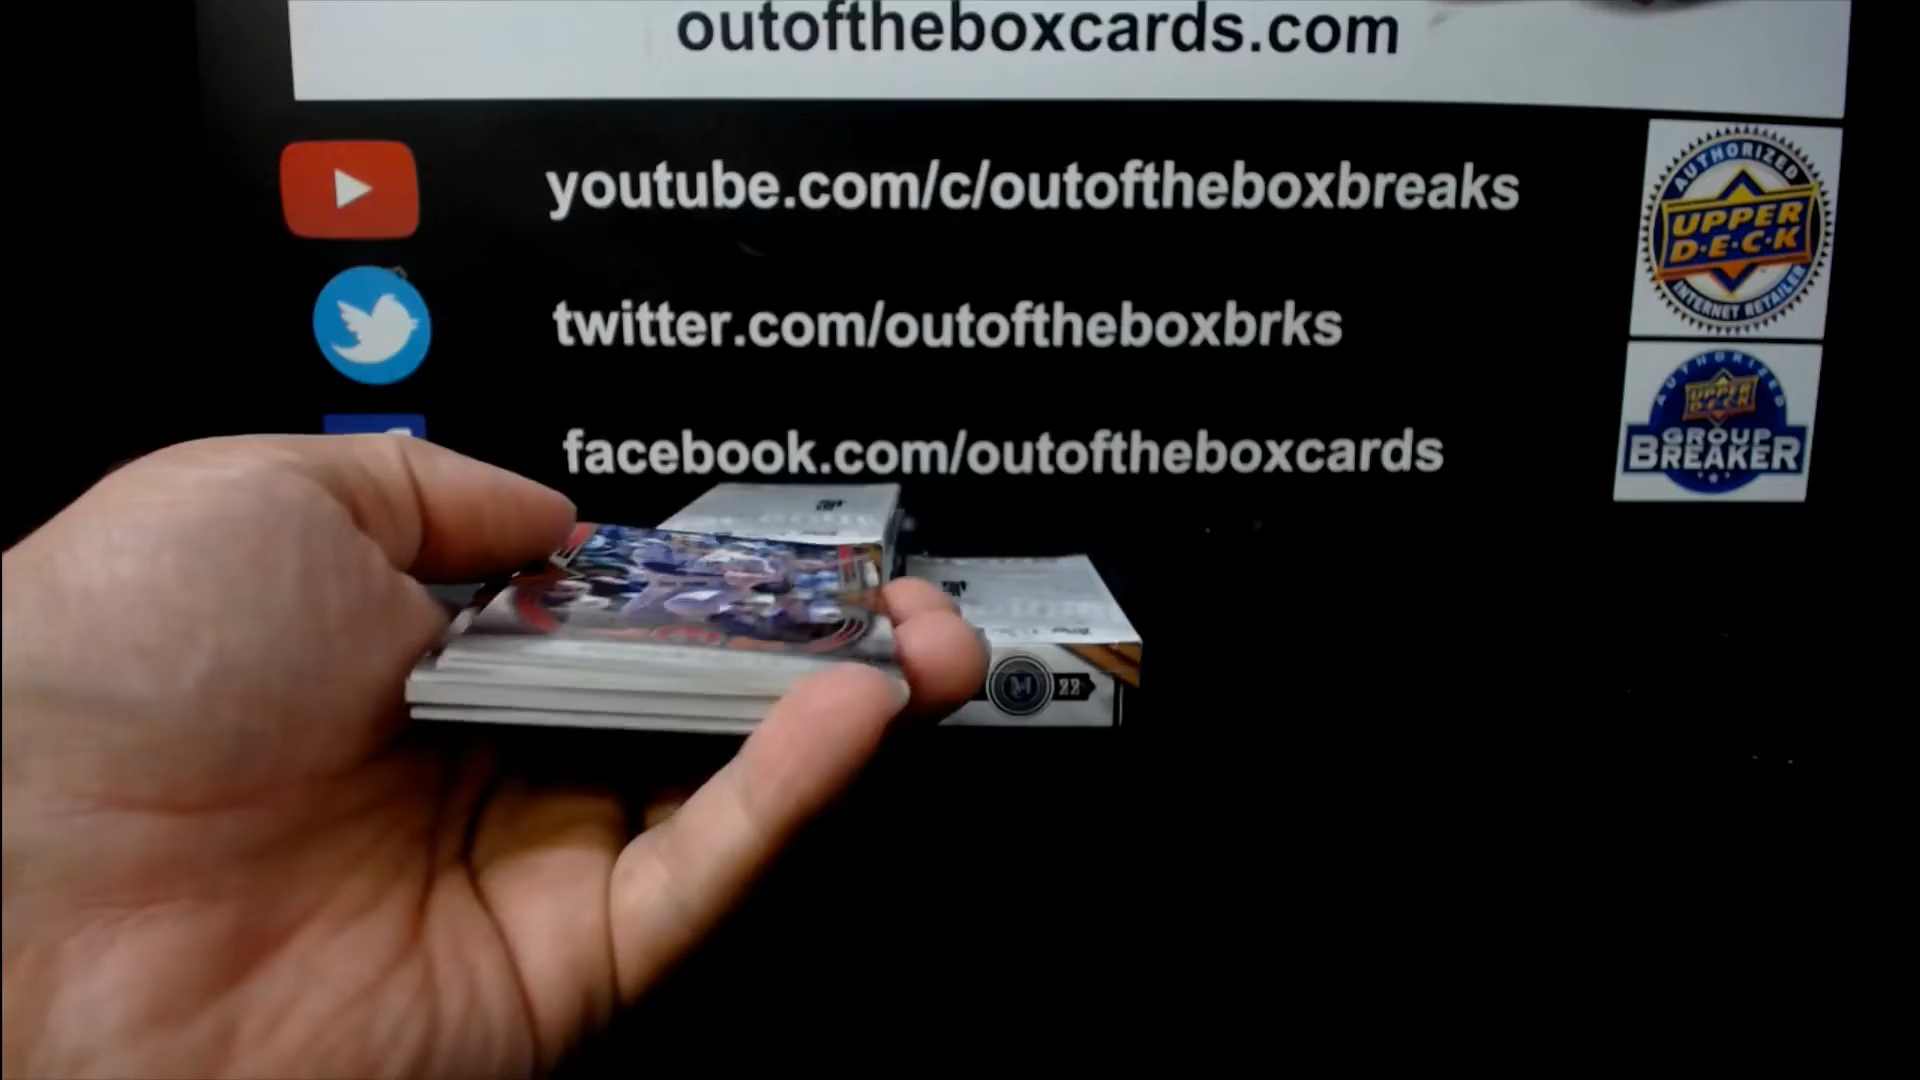 outoftheboxcards.com
youtube.com/c/outoftheboxbreaks
twitter.com/outoftheboxbrks
facebook.com/outoftheboxcards
AUTHORIZED
UPPER
D·E·C·K
INTERNET RETAILER
AUTHORIZED
UPPER
DECK
GROUP
BREAKER
22